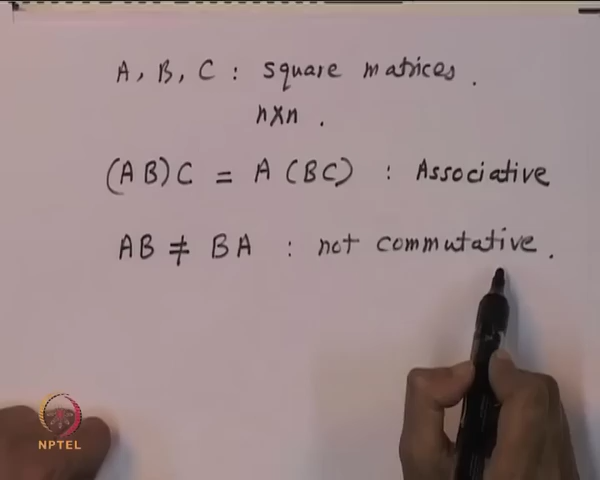 A, B, C : square matrices .
n×n .
(AB)C = A (BC) : Associative
AB ≠ BA : not commutative .
NPTEL